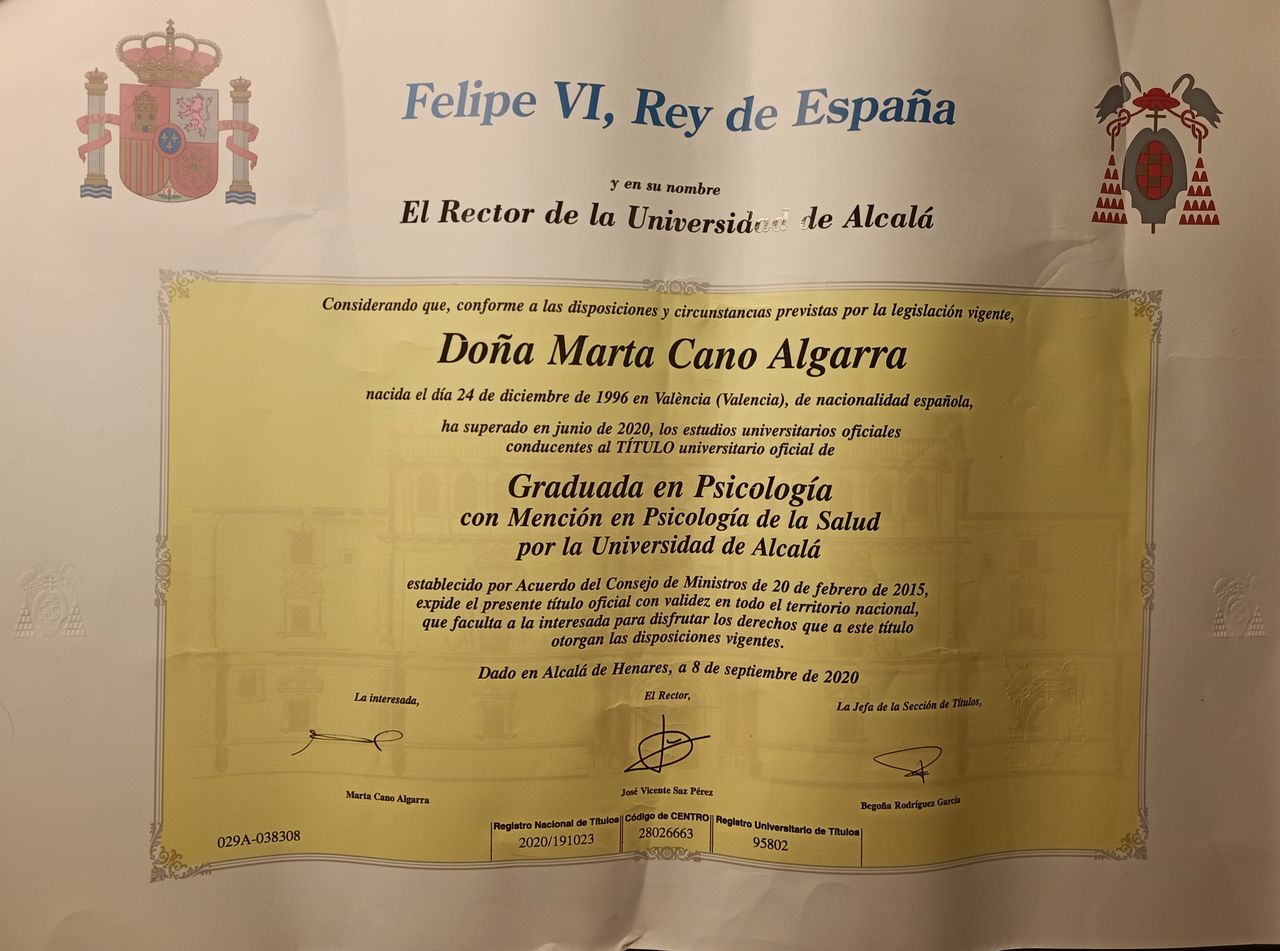 Felipe VI, Rey de España
y en su nombre
El Rector de la Universidad de Alcalá
Considerando que, conforme a las disposiciones y circunstancias previstas por la legislación vigente,
Doña Marta Cano Algarra
nacida el día 24 de diciembre de 1996 en València (Valencia), de nacionalidad española,
ha superado en junio de 2020, los estudios universitarios oficiales
conducentes al TÍTULO universitario oficial de
Graduada en Psicología
con Mención en Psicología de la Salud
por la Universidad de Alcalá
establecido por Acuerdo del Consejo de Ministros de 20 de febrero de 2015,
expide el presente título oficial con validez en todo el territorio nacional,
que faculta a la interesada para disfrutar los derechos que a este título
otorgan las disposiciones vigentes.
Dado en Alcalá de Henares, a 8 de septiembre de 2020
La interesada,
El Rector,
La Jefa de la Sección de Títulos,
Marta Cano Algarra
José Vicente Saz Pérez
Begoña Rodríguez García
029A-038308
Registro Nacional de Títulos
2020/191023
Código de CENTRO
28026663
Registro Universitario de Títulos
95802